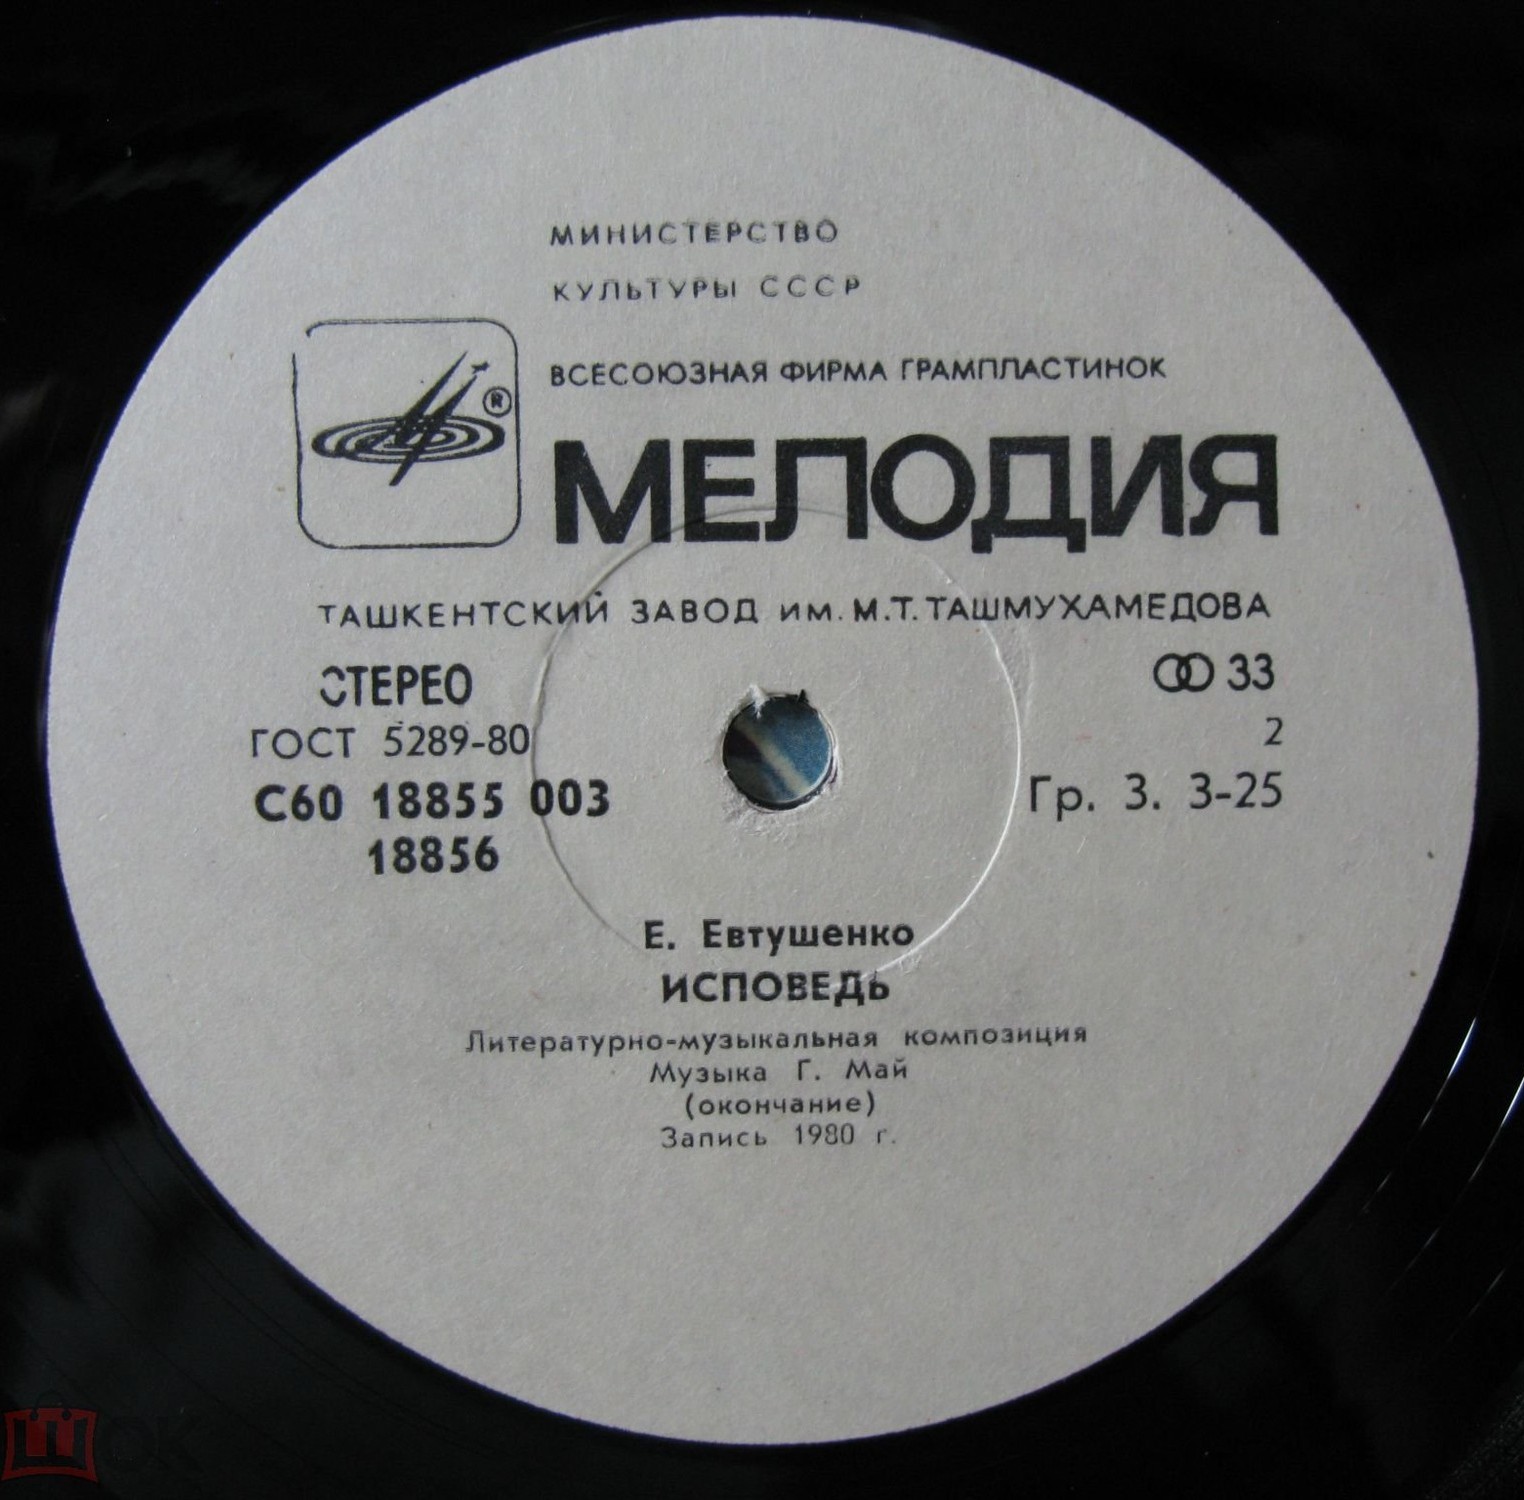 МИНИСТЕРСТВО
КУЛЬТУРЫ СССР
ВСЕСОЮЗНАЯ ФИРМА ГРАМПЛАСТИНОК
®
МЕЛОДИЯ
ТАШКЕНТСКИЙ ЗАВОД ИМ. М.Т. ТАШМУХАМЕДОВА
СТЕРЕО
33
ГОСТ 5289-80
2
С60 18855 003
Гр. 3. 3-25
18856
Е. Евтушенко
ИСПОВЕДЬ
Литературно-музыкальная композиция
Музыка Г. Май
(окончание)
Запись 1980 г.
Ш ОК